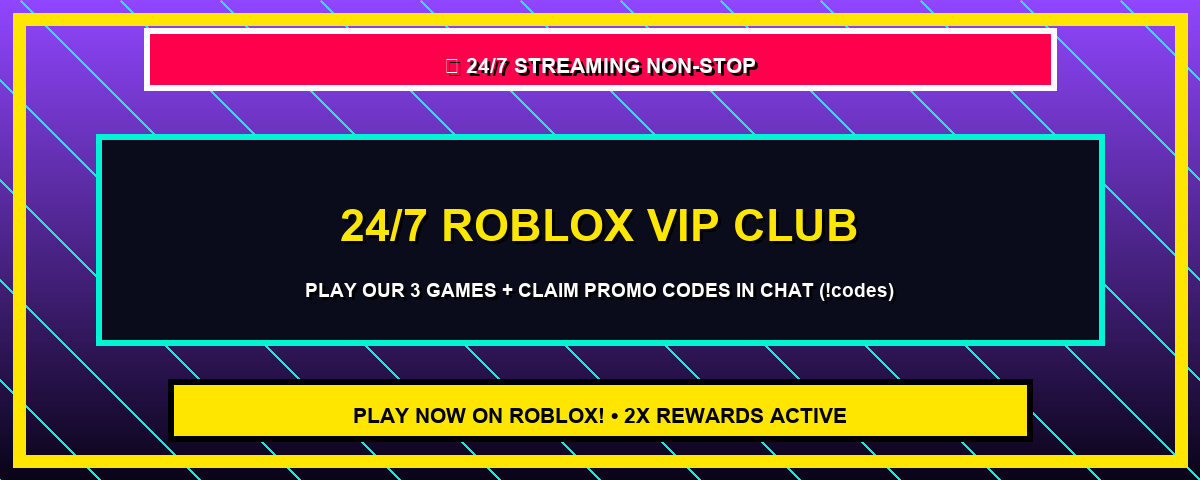 24/7 STREAMING NON-STOP
24/7 ROBLOX VIP CLUB
PLAY OUR 3 GAMES + CLAIM PROMO CODES IN CHAT (!codes)
PLAY NOW ON ROBLOX! • 2X REWARDS ACTIVE